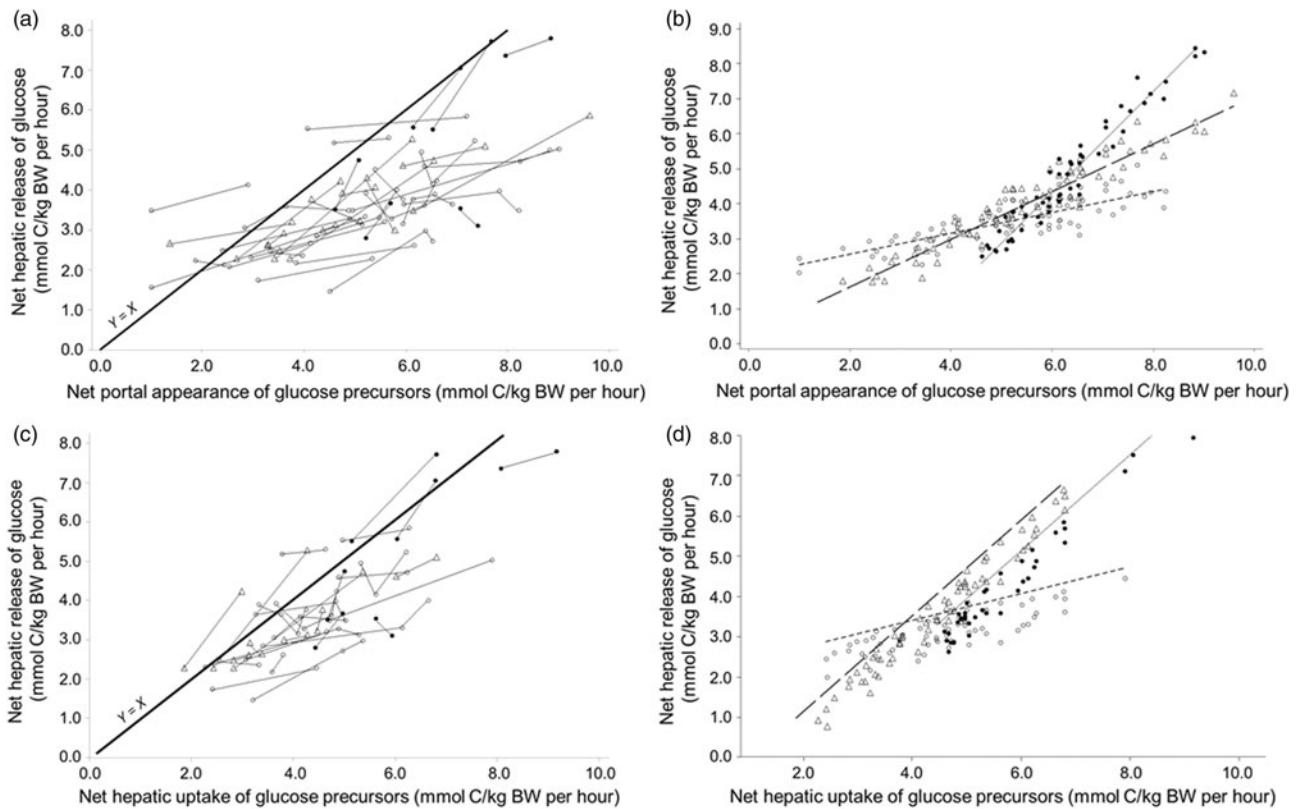 (a)
Net hepatic release of glucose
(mmol C/kg BW per hour)
8.0
7.0
6.0
5.0
4.0
3.0
2.0
1.0
0.0
Y = X
0.0 2.0 4.0 6.0 8.0 10.0
Net portal appearance of glucose precursors (mmol C/kg BW per hour)
(b)
Net hepatic release of glucose
(mmol C/kg BW per hour)
9.0
8.0
7.0
6.0
5.0
4.0
3.0
2.0
1.0
0.0
0.0 2.0 4.0 6.0 8.0 10.0
Net portal appearance of glucose precursors (mmol C/kg BW per hour)
(c)
Net hepatic release of glucose
(mmol C/kg BW per hour)
8.0
7.0
6.0
5.0
4.0
3.0
2.0
1.0
0.0
Y = X
0.0 2.0 4.0 6.0 8.0 10.0
Net hepatic uptake of glucose precursors (mmol C/kg BW per hour)
(d)
Net hepatic release of glucose
(mmol C/kg BW per hour)
8.0
7.0
6.0
5.0
4.0
3.0
2.0
1.0
0.0
2.0 4.0 6.0 8.0 10.0
Net hepatic uptake of glucose precursors (mmol C/kg BW per hour)